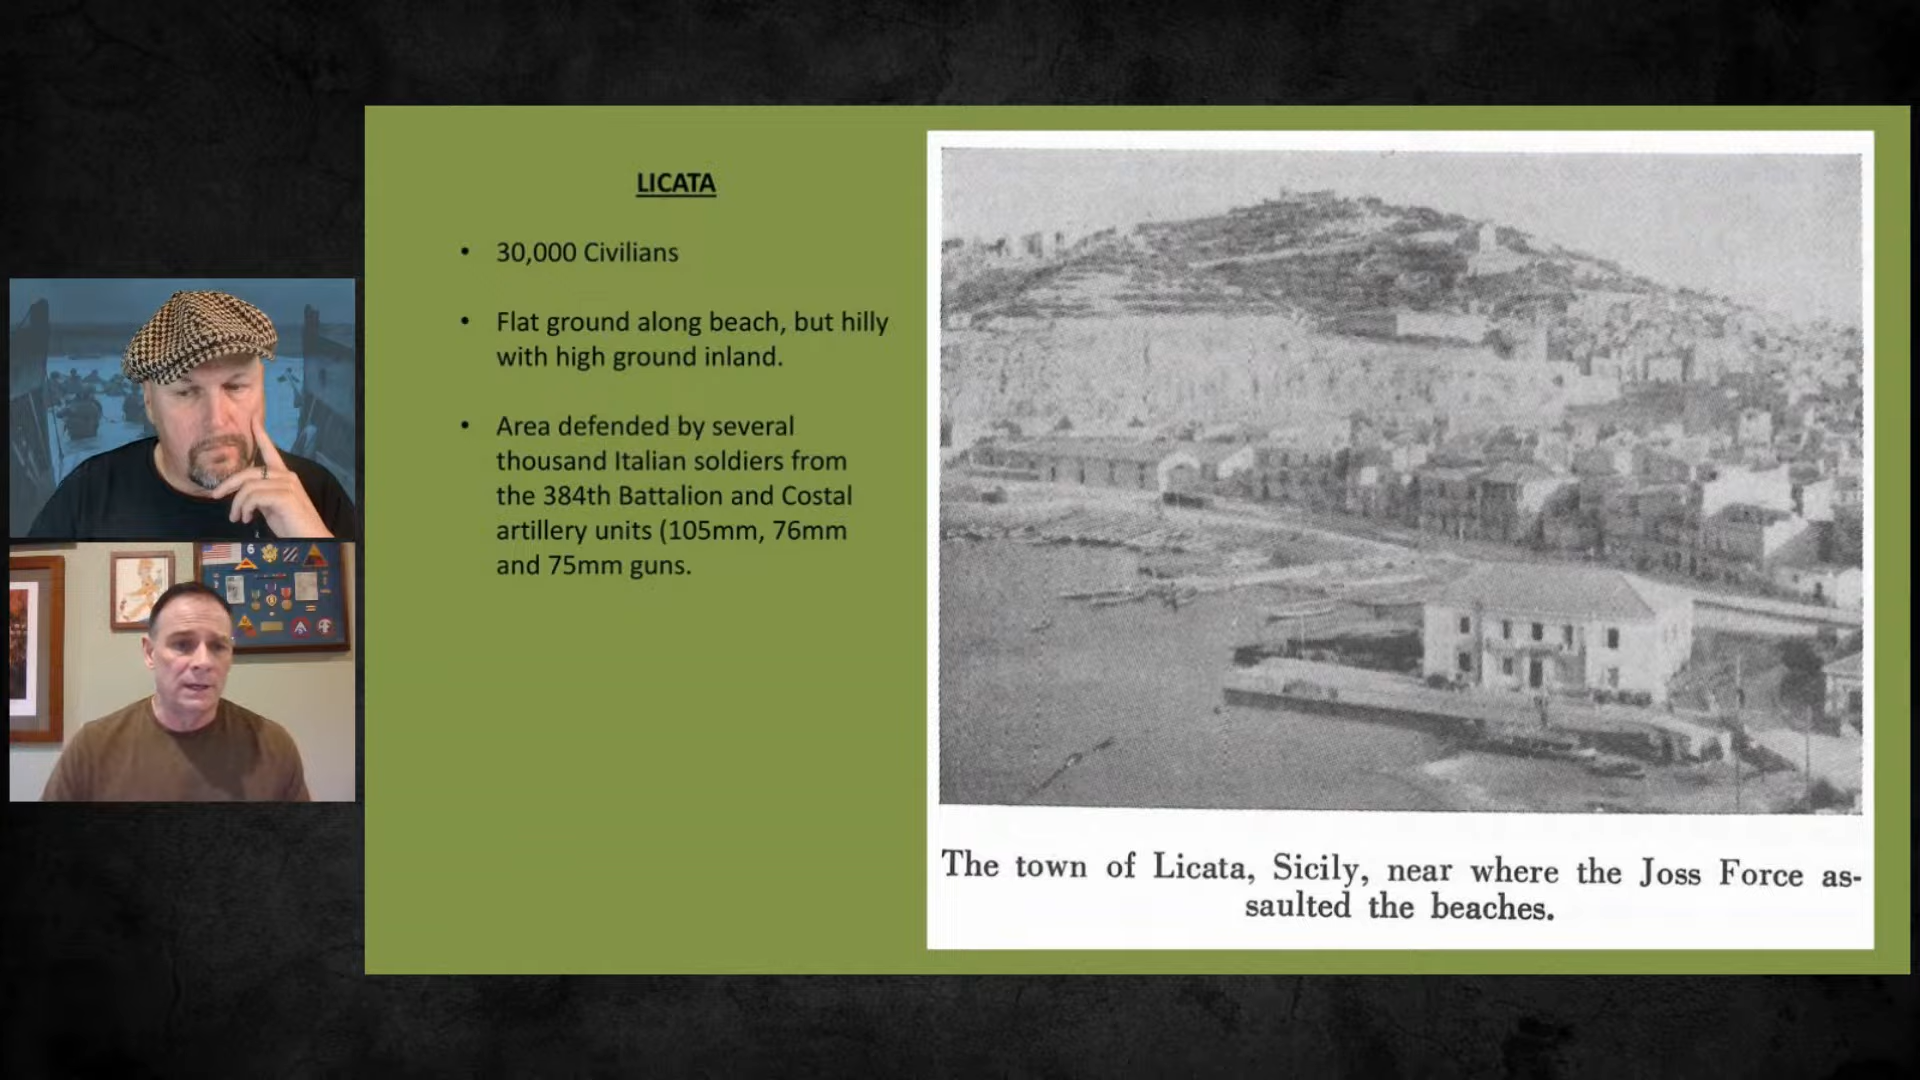 LICATA
• 30,000 Civilians
• Flat ground along beach, but hilly
with high ground inland.
• Area defended by several
thousand Italian soldiers from
the 384th Battalion and Costal
artillery units (105mm, 76mm
and 75mm guns.
The town of Licata, Sicily, near where the Joss Force as-
saulted the beaches.
6